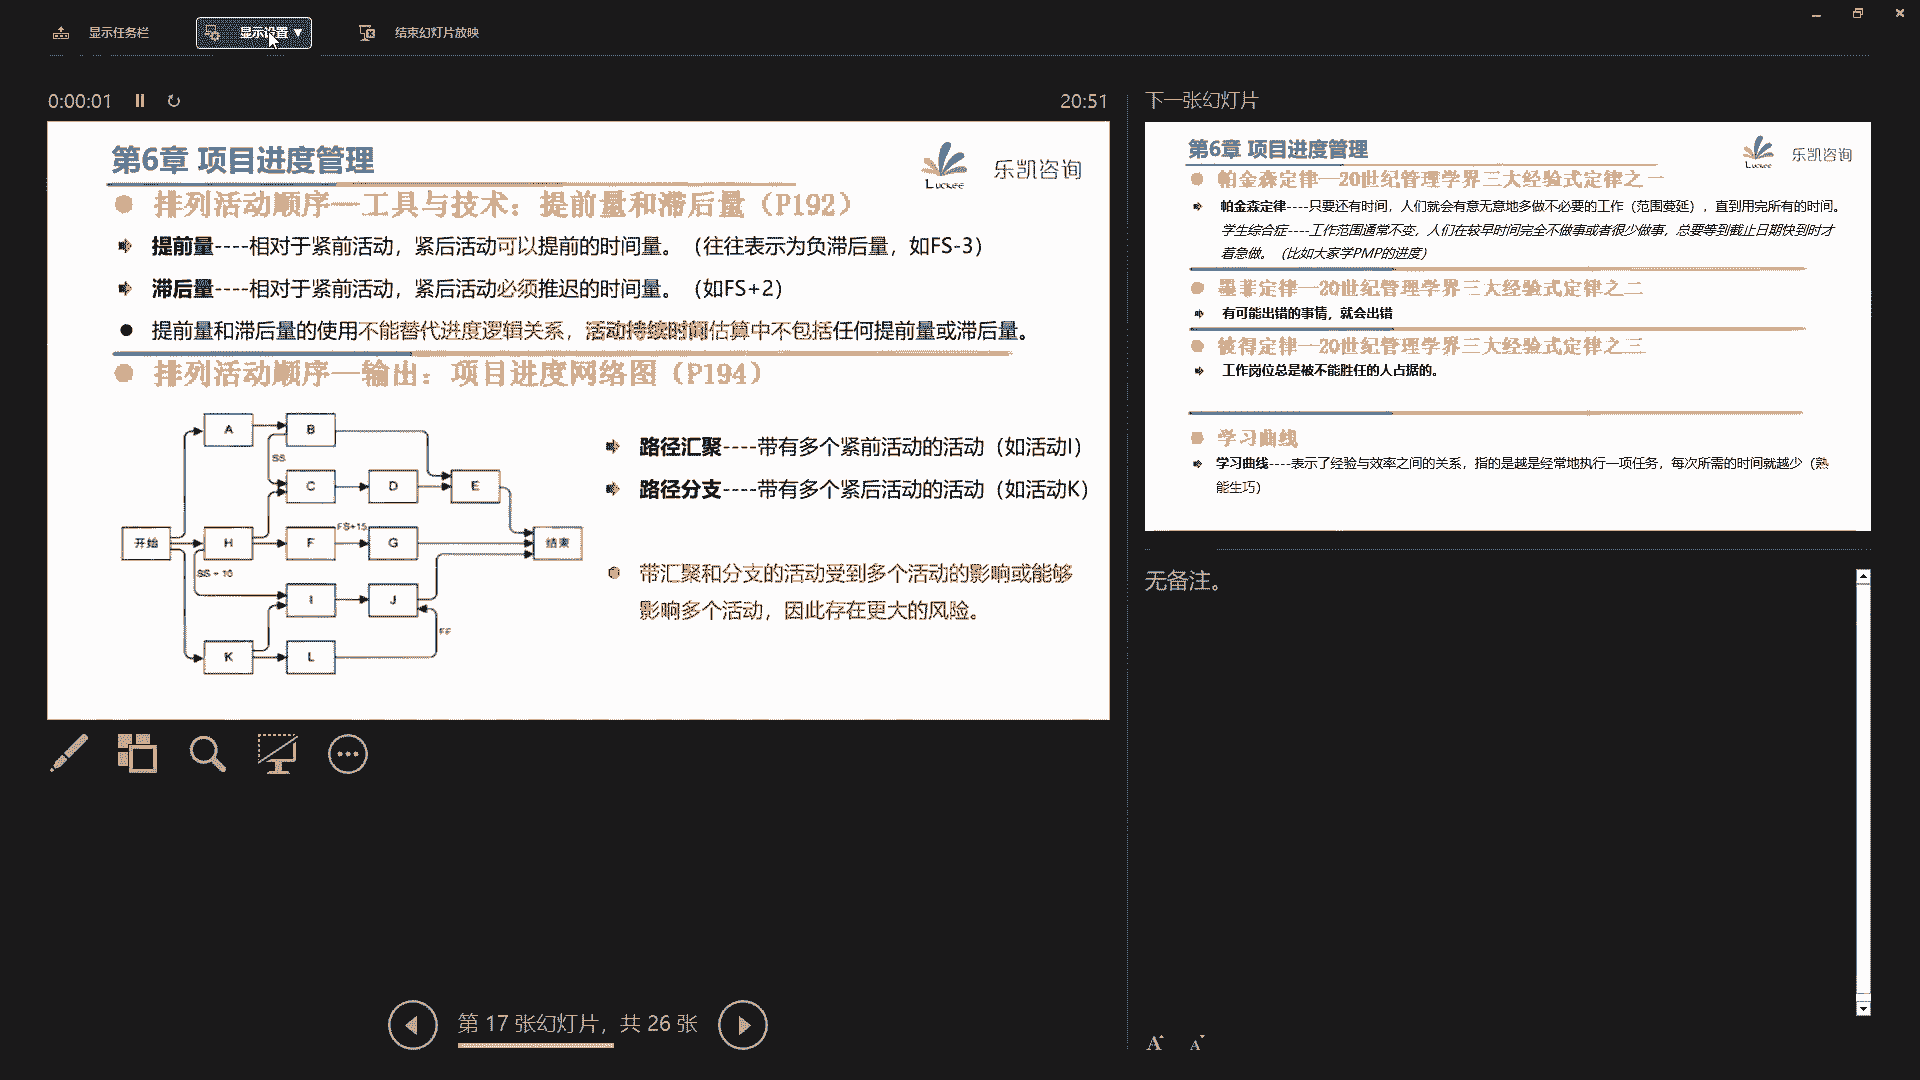 显示任务栏
显示设置 ▼
结束幻灯片放映
0:00:01
20:51
第6章 项目进度管理
Luckee
乐凯咨询
排列活动顺序—工具与技术：提前量和滞后量（P192）
提前量----相对于紧前活动，紧后活动可以提前的时间量。（往往表示为负滞后量，如FS-3）
滞后量----相对于紧前活动，紧后活动必须推迟的时间量。（如FS+2）
提前量和滞后量的使用不能替代进度逻辑关系，活动持续时间估算中不包括任何提前量或滞后量。
排列活动顺序—输出：项目进度网络图（P194）
A
B
SS
C
D
E
开始
H
F
FS+15
G
结束
SS + 10
I
J
K
L
FF
路径汇聚----带有多个紧前活动的活动（如活动I）
路径分支----带有多个紧后活动的活动（如活动K）
带汇聚和分支的活动受到多个活动的影响或能够
影响多个活动，因此存在更大的风险。
第 17 张幻灯片，共 26 张
下一张幻灯片
第6章 项目进度管理
Luckee
乐凯咨询
帕金森定律—20世纪管理学界三大经验式定律之一
帕金森定律----只要还有时间，人们就会有意无意地多做不必要的工作（范围蔓延），直到用完所有的时间。
学生综合症----工作范围通常不变，人们在较早时间完全不做事或者很少做事，总要等到截止日期快到时才
着急做。（比如大家学PMP的进度）
墨菲定律—20世纪管理学界三大经验式定律之二
有可能出错的事情，就会出错
彼得定律—20世纪管理学界三大经验式定律之三
工作岗位总是被不能胜任的人占据的。
学习曲线
学习曲线----表示了经验与效率之间的关系，指的是越是经常地执行一项任务，每次所需的时间就越少（熟
能生巧）
无备注。
A
A